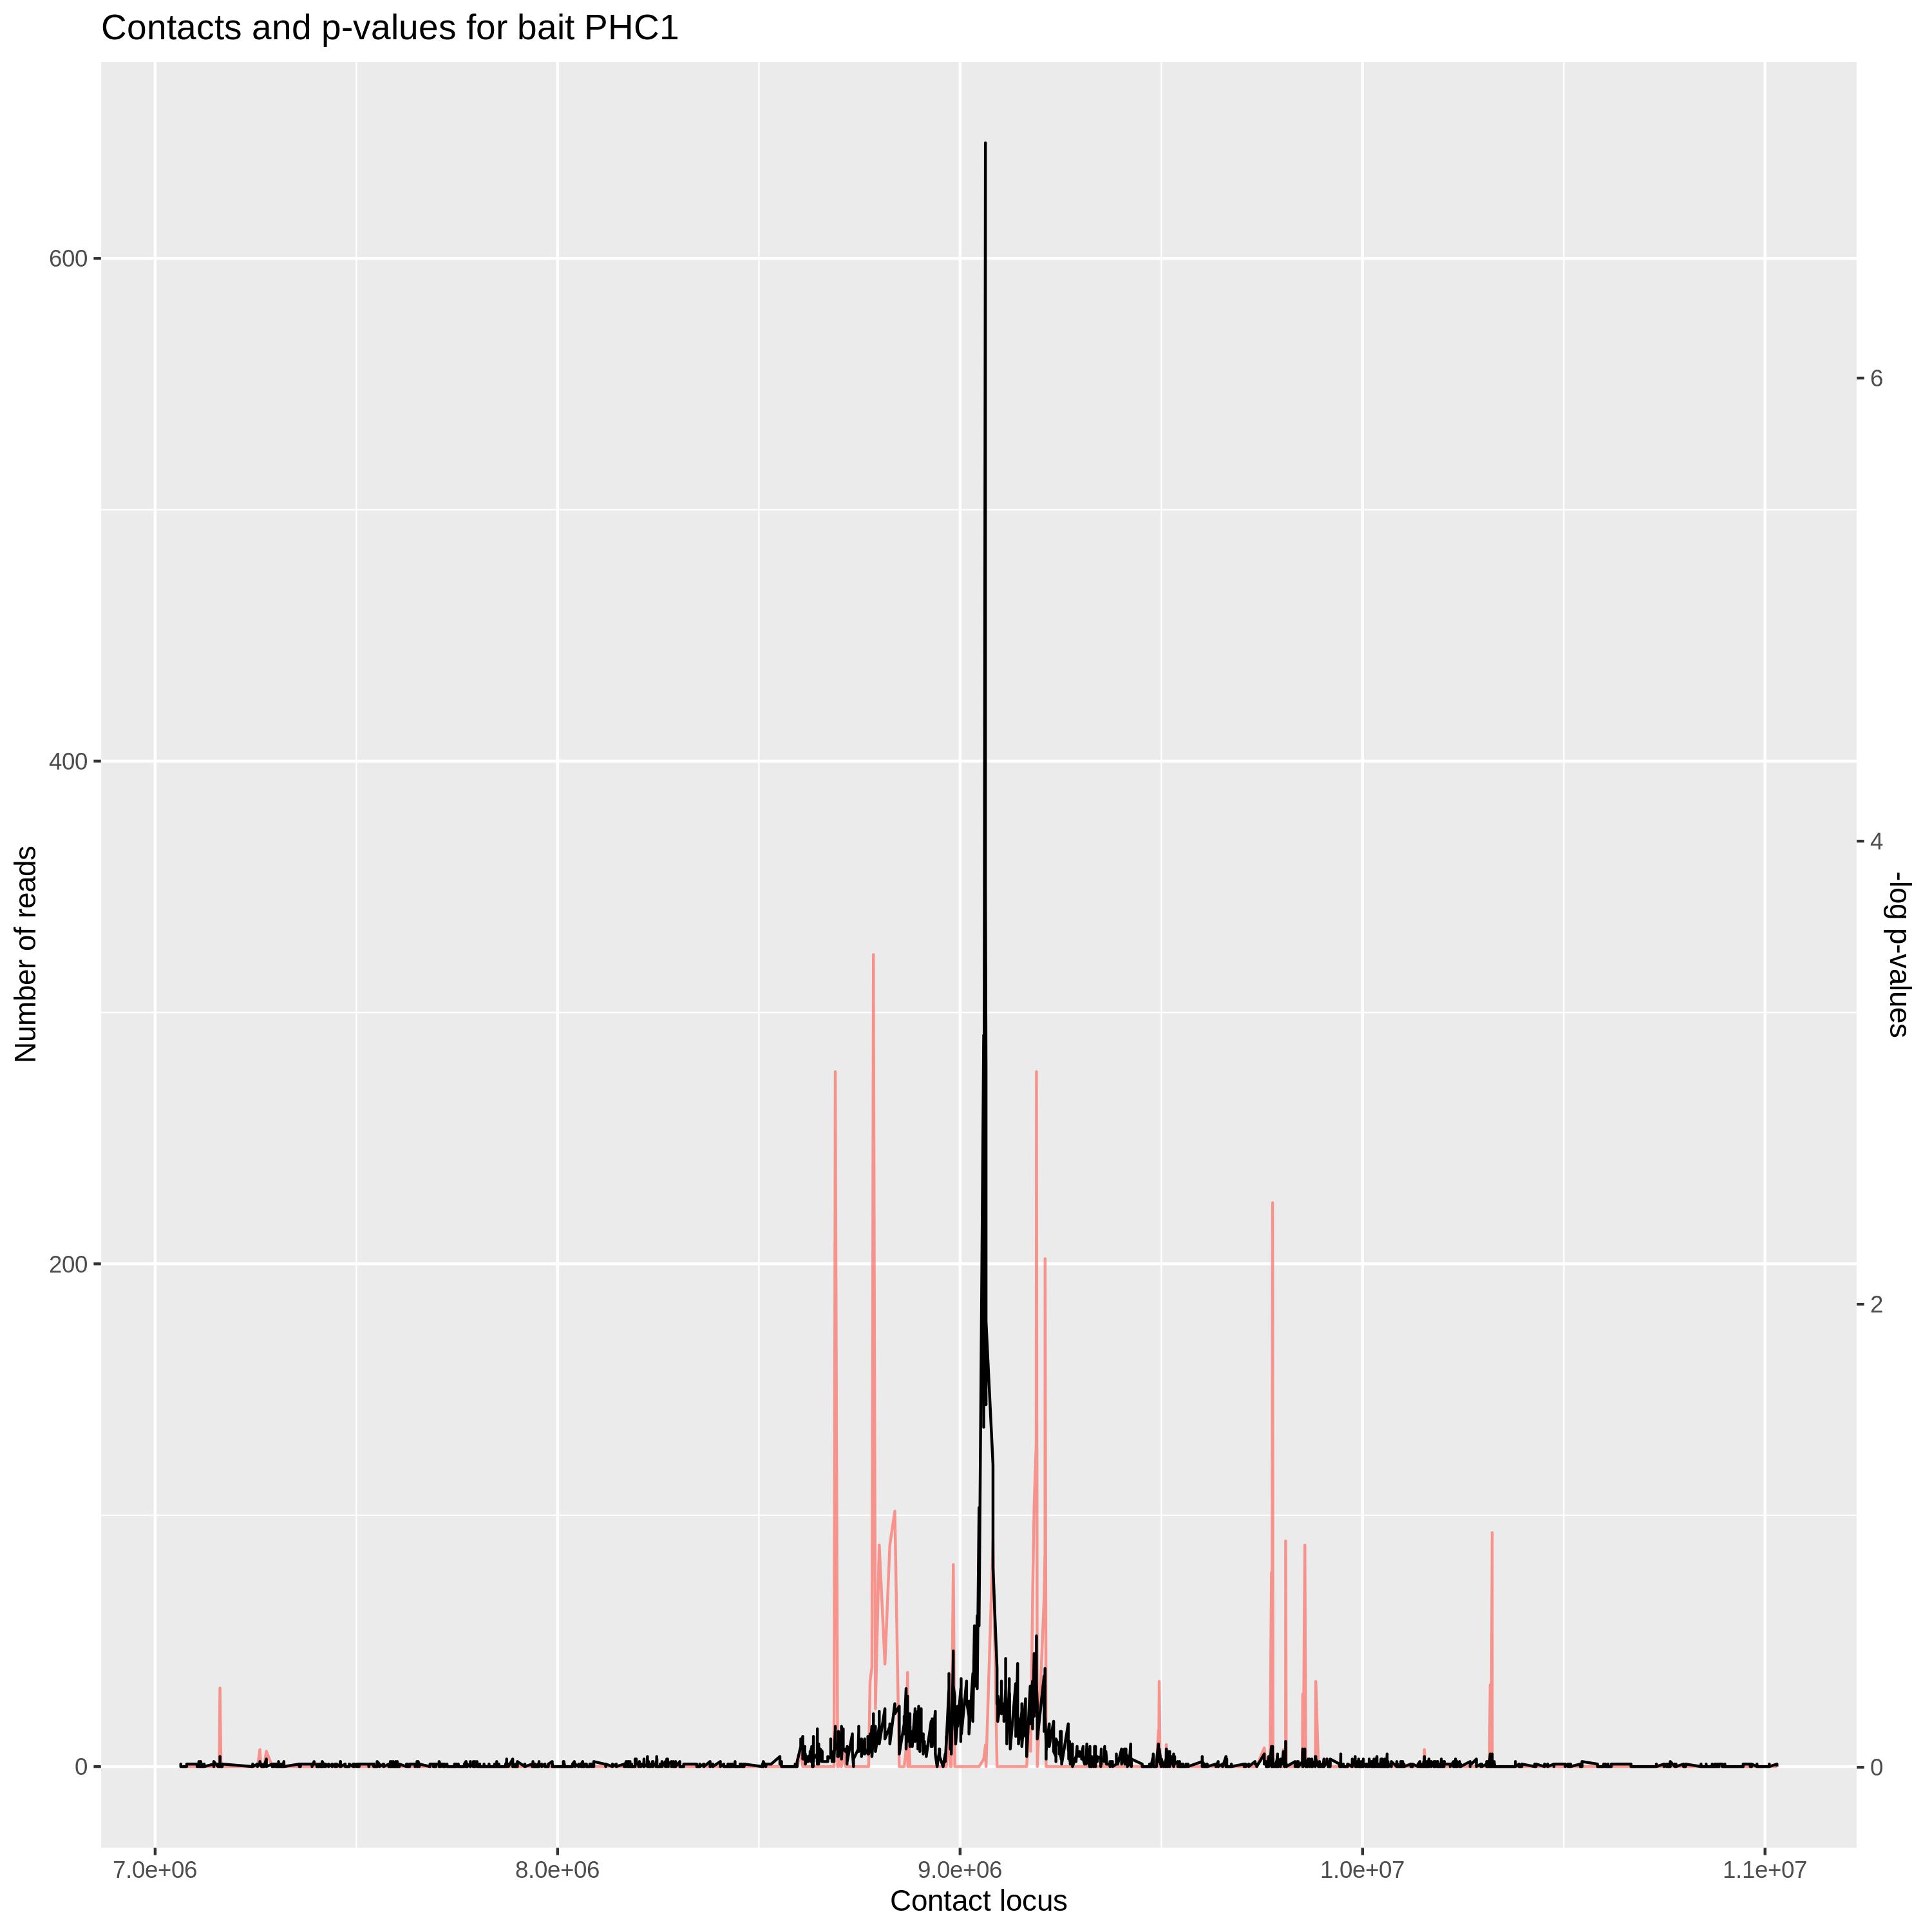 Contacts and p-values for bait PHC1
600
400
200
0
6
4
2
0
Number of reads
-log p-values
7.0e+06
8.0e+06
9.0e+06
1.0e+07
1.1e+07
Contact locus